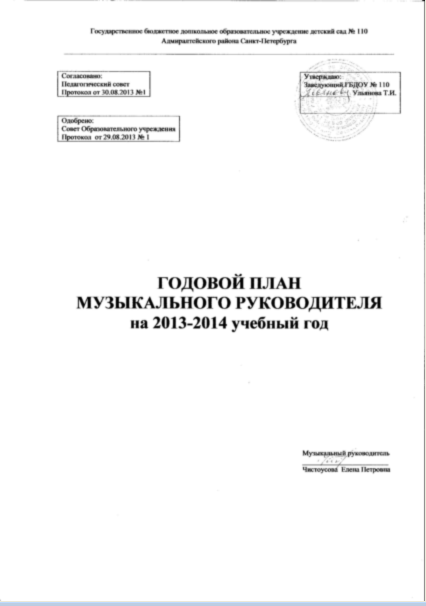 Государственное бюджетное дошкольное образовательное учреждение детский сад № 110
Адмиралтейского района Санкт-Петербурга
Согласовано:
Педагогический совет
Протокол от 30.08.2013 №1
Утверждаю:
Заведующий ГБДОУ № 110
Ульянова Т.И.
Одобрено:
Совет Образовательного учреждения
Протокол от 29.08.2013 № 1
ГОДОВОЙ ПЛАН
МУЗЫКАЛЬНОГО РУКОВОДИТЕЛЯ
на 2013-2014 учебный год
Музыкальный руководитель
Чистоусова Елена Петровна